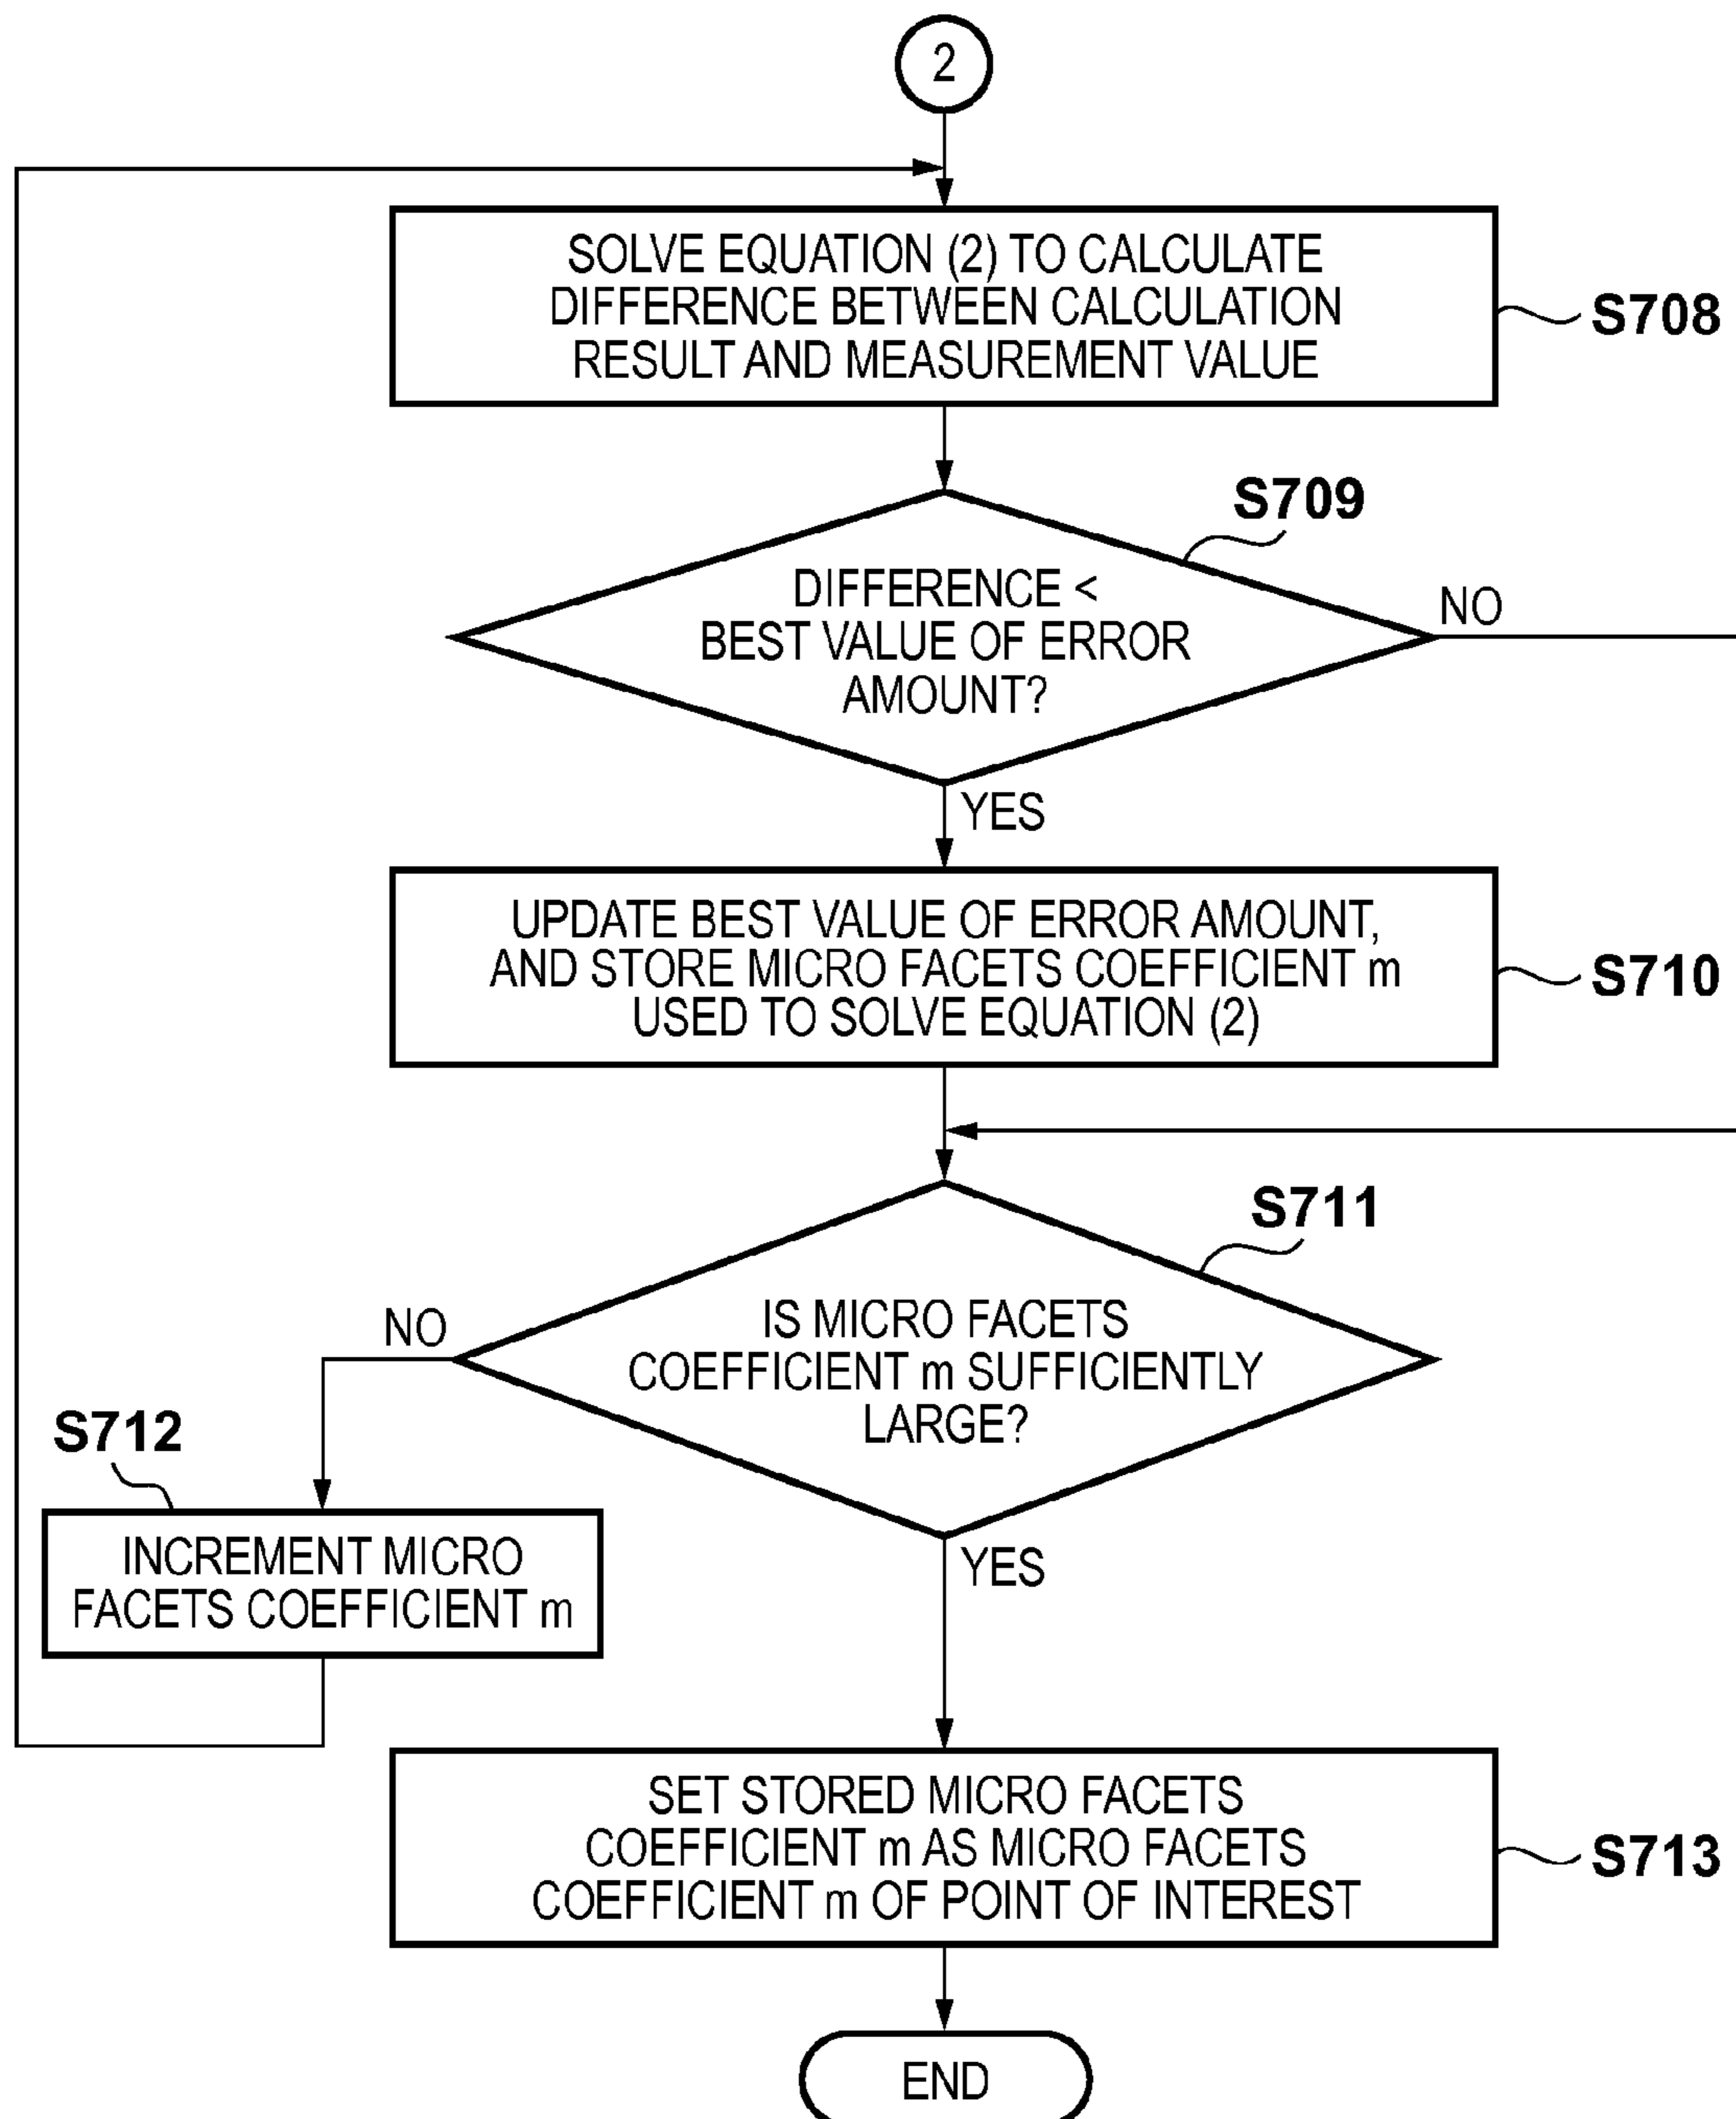 2
SOLVE EQUATION (2) TO CALCULATE
DIFFERENCE BETWEEN CALCULATION
RESULT AND MEASUREMENT VALUE
S708
S709
DIFFERENCE <
BEST VALUE OF ERROR
AMOUNT?
NO
YES
UPDATE BEST VALUE OF ERROR AMOUNT,
AND STORE MICRO FACETS COEFFICIENT m
USED TO SOLVE EQUATION (2)
S710
S711
IS MICRO FACETS
COEFFICIENT m SUFFICIENTLY
LARGE?
NO
YES
S712
INCREMENT MICRO
FACETS COEFFICIENT m
SET STORED MICRO FACETS
COEFFICIENT m AS MICRO FACETS
COEFFICIENT m OF POINT OF INTEREST
S713
END